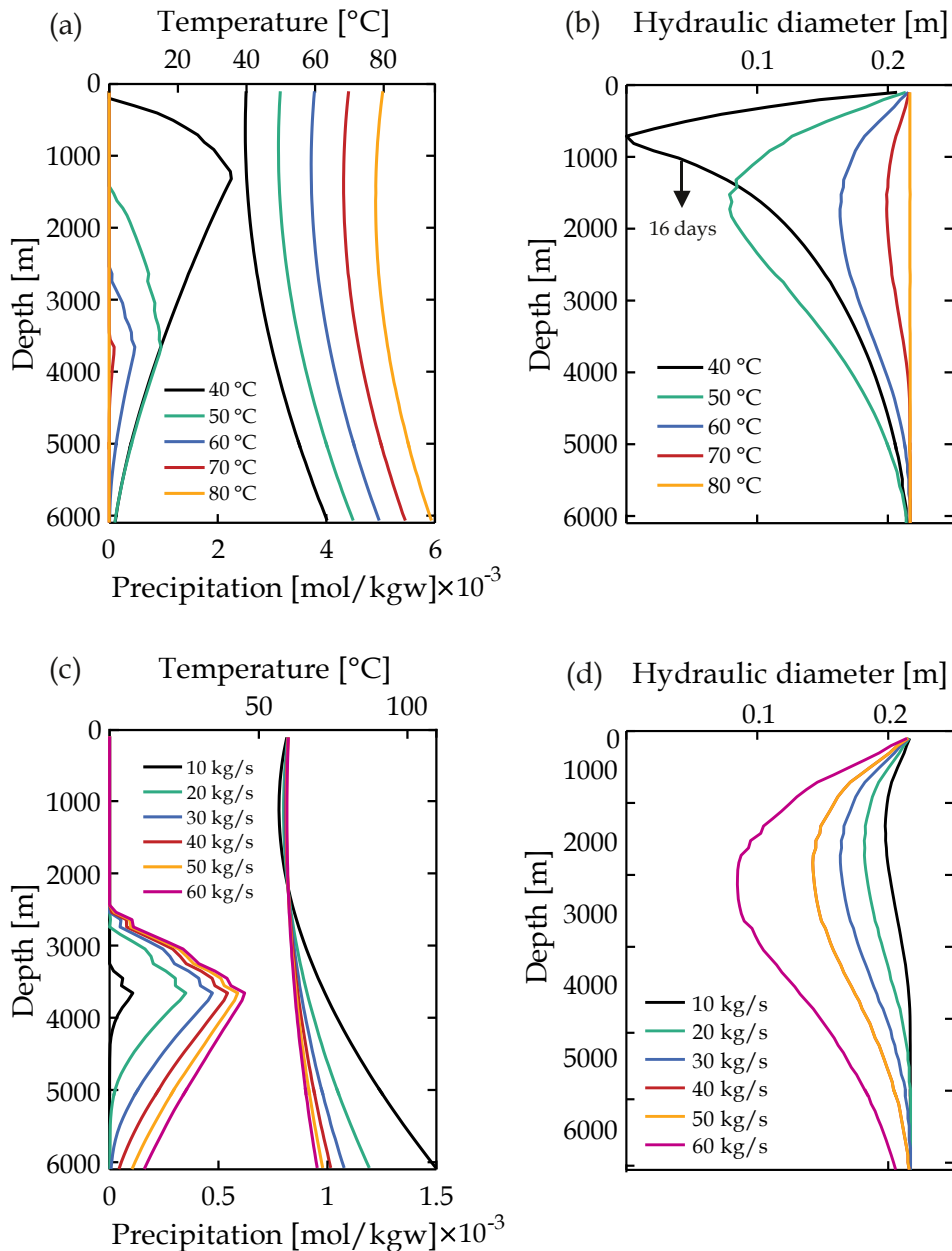 (a)
Temperature [°C]
20 40 60 80
0
1000
2000
3000
4000
5000
6000
Depth [m]
40 °C
50 °C
60 °C
70 °C
80 °C
0 2 4 6
Precipitation [mol/kgw]×10⁻³
(b)
Hydraulic diameter [m]
0.1 0.2
0
1000
2000
3000
4000
5000
6000
Depth [m]
16 days
40 °C
50 °C
60 °C
70 °C
80 °C
(c)
Temperature [°C]
0 50 100
0
1000
2000
3000
4000
5000
6000
Depth [m]
10 kg/s
20 kg/s
30 kg/s
40 kg/s
50 kg/s
60 kg/s
0 0.5 1 1.5
Precipitation [mol/kgw]×10⁻³
(d)
Hydraulic diameter [m]
0.1 0.2
0
1000
2000
3000
4000
5000
6000
Depth [m]
10 kg/s
20 kg/s
30 kg/s
40 kg/s
50 kg/s
60 kg/s